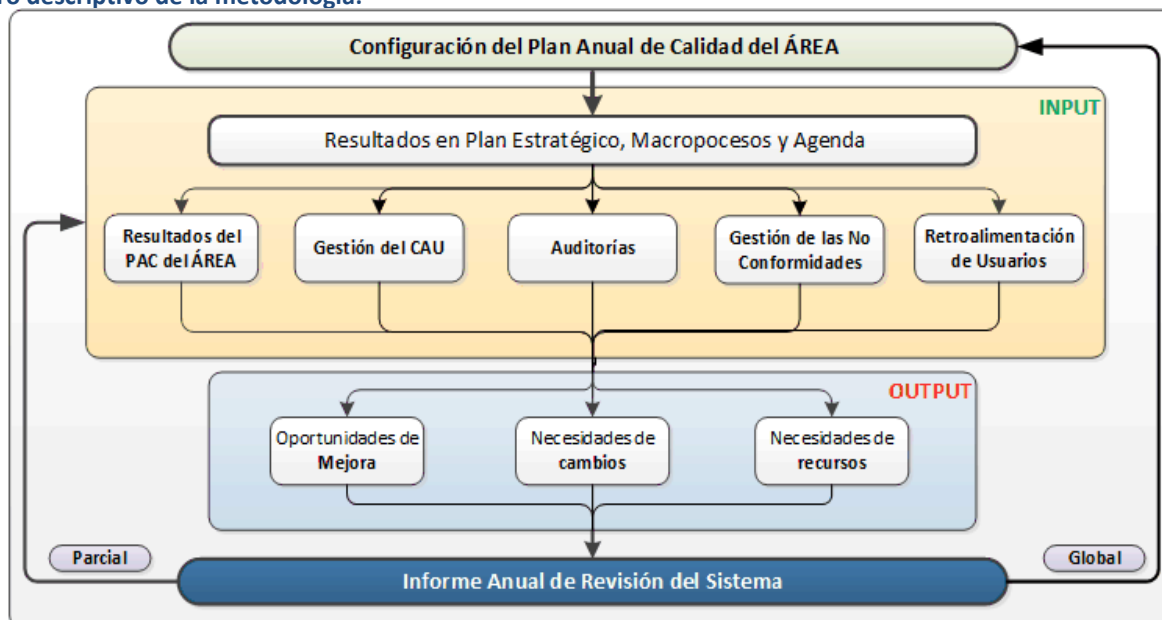 descriptivo de la metodología.
Configuración del Plan Anual de Calidad del ÁREA
INPUT
Resultados en Plan Estratégico, Macropocesos y Agenda
Resultados del
PAC del ÁREA
Gestión del CAU
Auditorías
Gestión de las No
Conformidades
Retroalimentación
de Usuarios
OUTPUT
Oportunidades de
Mejora
Necesidades de
cambios
Necesidades de
recursos
Parcial
Global
Informe Anual de Revisión del Sistema